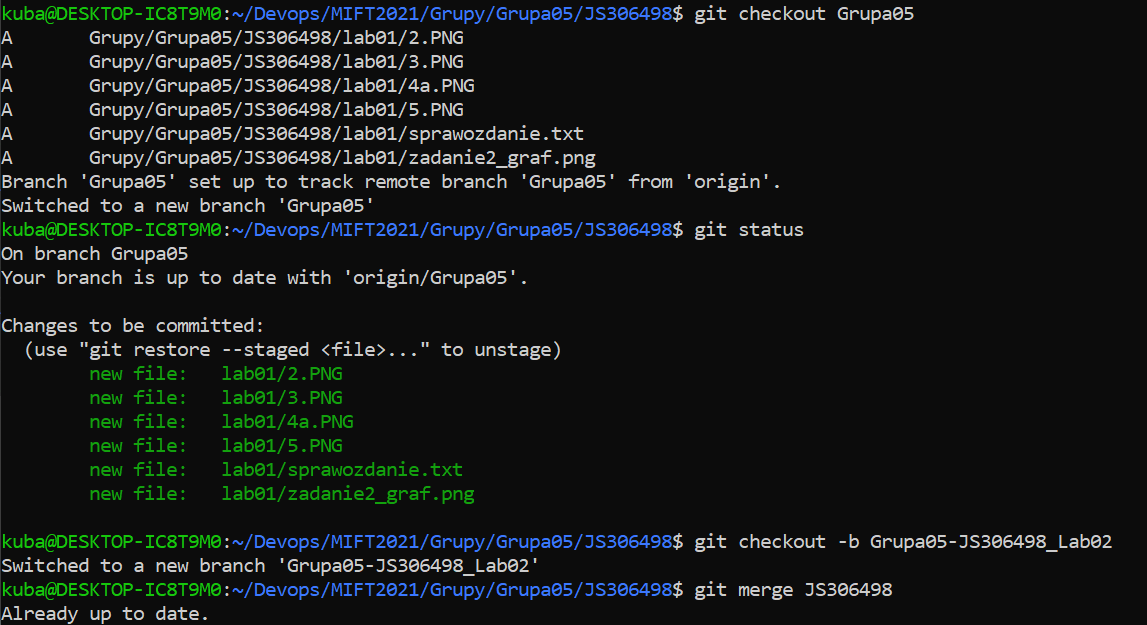 kuba@DESKTOP-IC8T9M0:~/Devops/MIFT2021/Grupy/Grupa05/JS306498$ git checkout Grupa05
A       Grupy/Grupa05/JS306498/lab01/2.PNG
A       Grupy/Grupa05/JS306498/lab01/3.PNG
A       Grupy/Grupa05/JS306498/lab01/4a.PNG
A       Grupy/Grupa05/JS306498/lab01/5.PNG
A       Grupy/Grupa05/JS306498/lab01/sprawozdanie.txt
A       Grupy/Grupa05/JS306498/lab01/zadanie2_graf.png
Branch 'Grupa05' set up to track remote branch 'Grupa05' from 'origin'.
Switched to a new branch 'Grupa05'
kuba@DESKTOP-IC8T9M0:~/Devops/MIFT2021/Grupy/Grupa05/JS306498$ git status
On branch Grupa05
Your branch is up to date with 'origin/Grupa05'.

Changes to be committed:
  (use "git restore --staged <file>..." to unstage)
        new file:   lab01/2.PNG
        new file:   lab01/3.PNG
        new file:   lab01/4a.PNG
        new file:   lab01/5.PNG
        new file:   lab01/sprawozdanie.txt
        new file:   lab01/zadanie2_graf.png

kuba@DESKTOP-IC8T9M0:~/Devops/MIFT2021/Grupy/Grupa05/JS306498$ git checkout -b Grupa05-JS306498_Lab02
Switched to a new branch 'Grupa05-JS306498_Lab02'
kuba@DESKTOP-IC8T9M0:~/Devops/MIFT2021/Grupy/Grupa05/JS306498$ git merge JS306498
Already up to date.